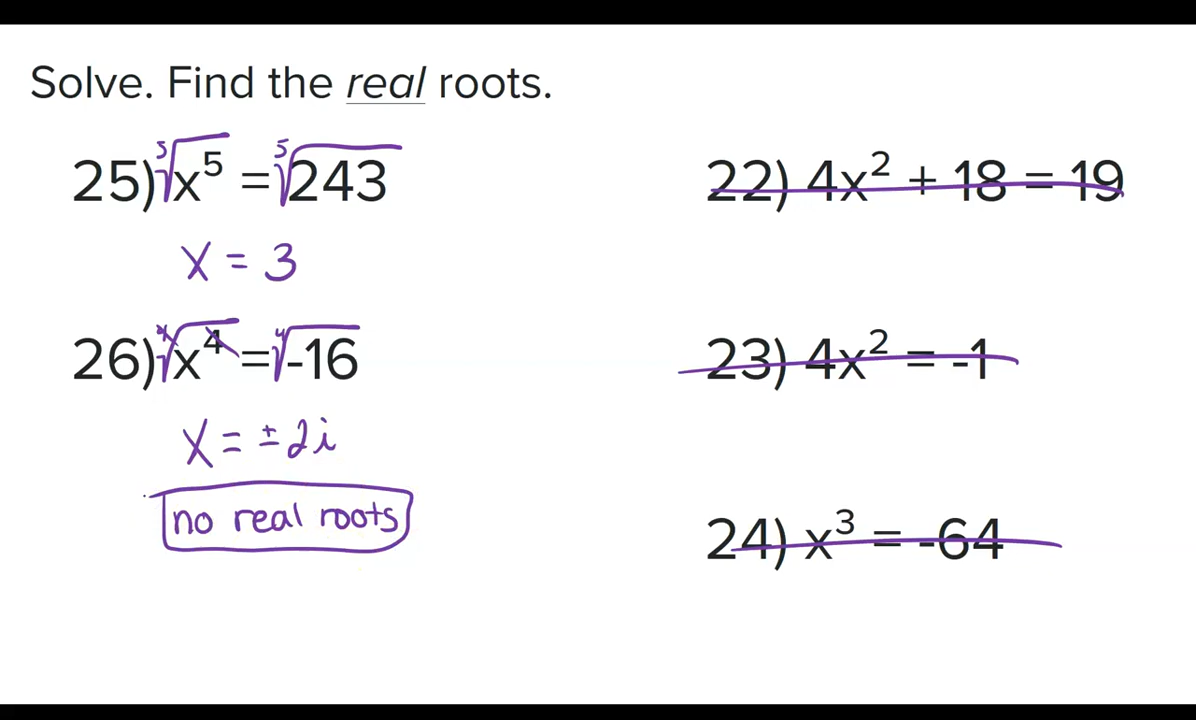 Solve. Find the real roots.
25) ⁵√x⁵ = ⁵√243
x = 3
26) ⁴√x⁴ = ⁴√-16
x = ±2i
no real roots
22) 4x² + 18 = 19
23) 4x² = -1
24) x³ = -64